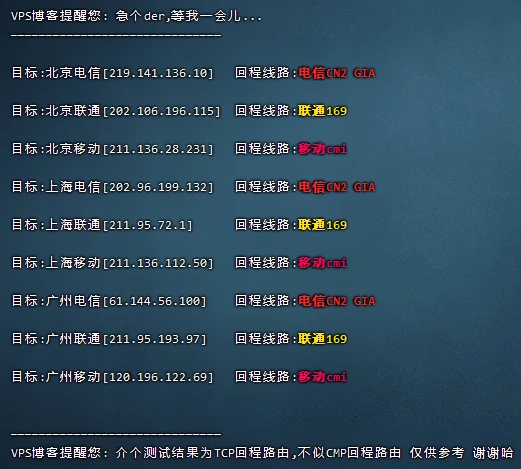 VPS博客提醒您: 急个der,等我一会儿...
——————————————————————————————
目标:北京电信[219.141.136.10] 回程线路:电信CN2 GIA
目标:北京联通[202.106.196.115] 回程线路:联通169
目标:北京移动[211.136.28.231] 回程线路:移动cmi
目标:上海电信[202.96.199.132] 回程线路:电信CN2 GIA
目标:上海联通[211.95.72.1] 回程线路:联通169
目标:上海移动[211.136.112.50] 回程线路:移动cmi
目标:广州电信[61.144.56.100] 回程线路:电信CN2 GIA
目标:广州联通[211.95.193.97] 回程线路:联通169
目标:广州移动[120.196.122.69] 回程线路:移动cmi
——————————————————————————————
VPS博客提醒您: 介个测试结果为TCP回程路由,不似CMP回程路由 仅供参考 谢谢哈